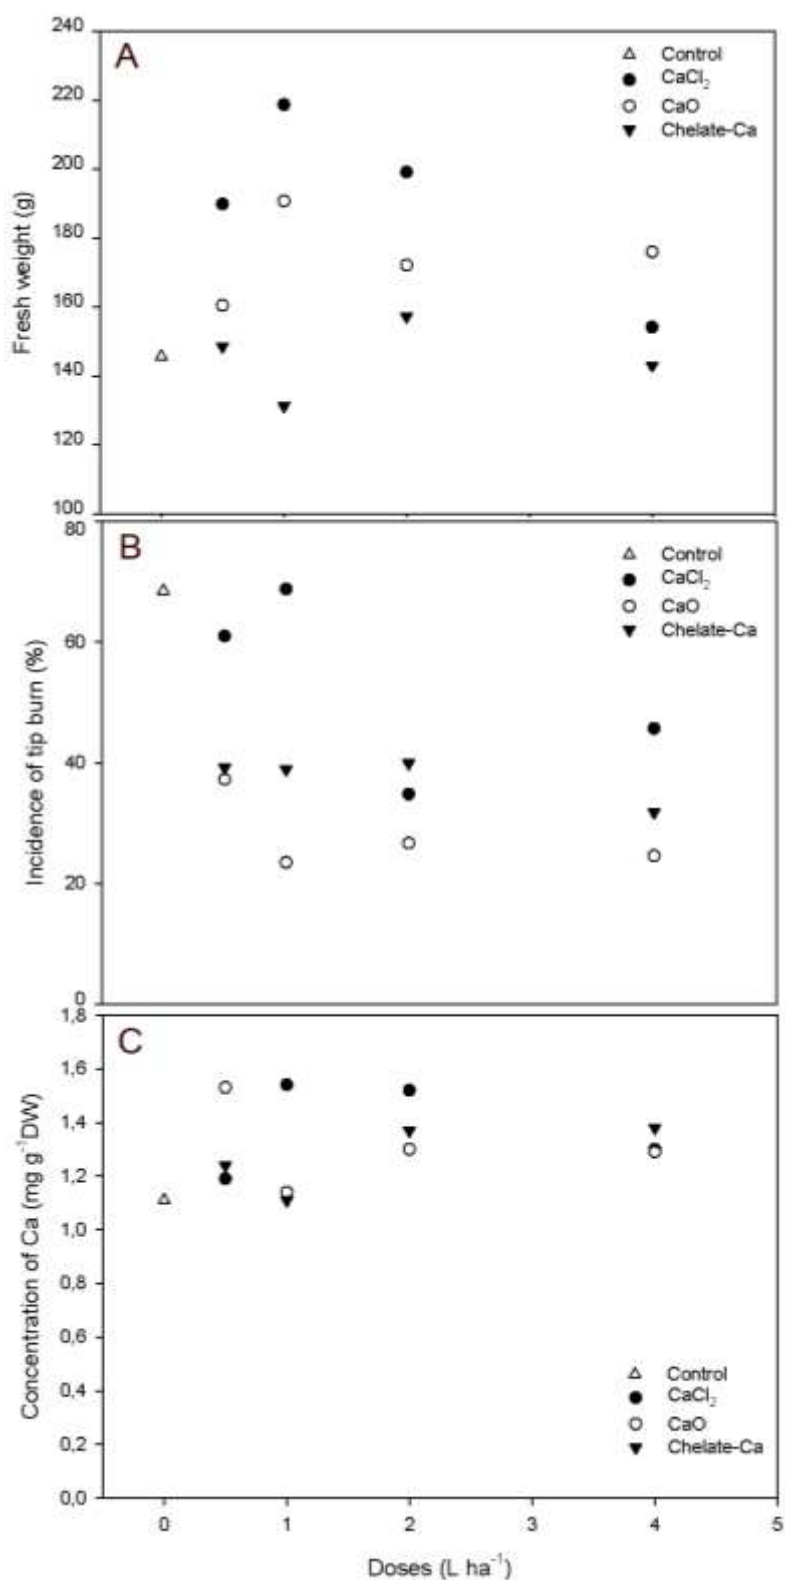 A
Control
CaCl₂
CaO
Chelate-Ca
240
220
200
180
160
140
120
100
Fresh weight (g)
B
Control
CaCl₂
CaO
Chelate-Ca
80
60
40
20
0
Incidence of tip burn (%)
C
1,8
1,6
1,4
1,2
1,0
0,8
0,6
0,4
0,2
0,0
Concentration of Ca (mg g⁻¹DW)
Control
CaCl₂
CaO
Chelate-Ca
0 1 2 3 4 5
Doses (L ha⁻¹)